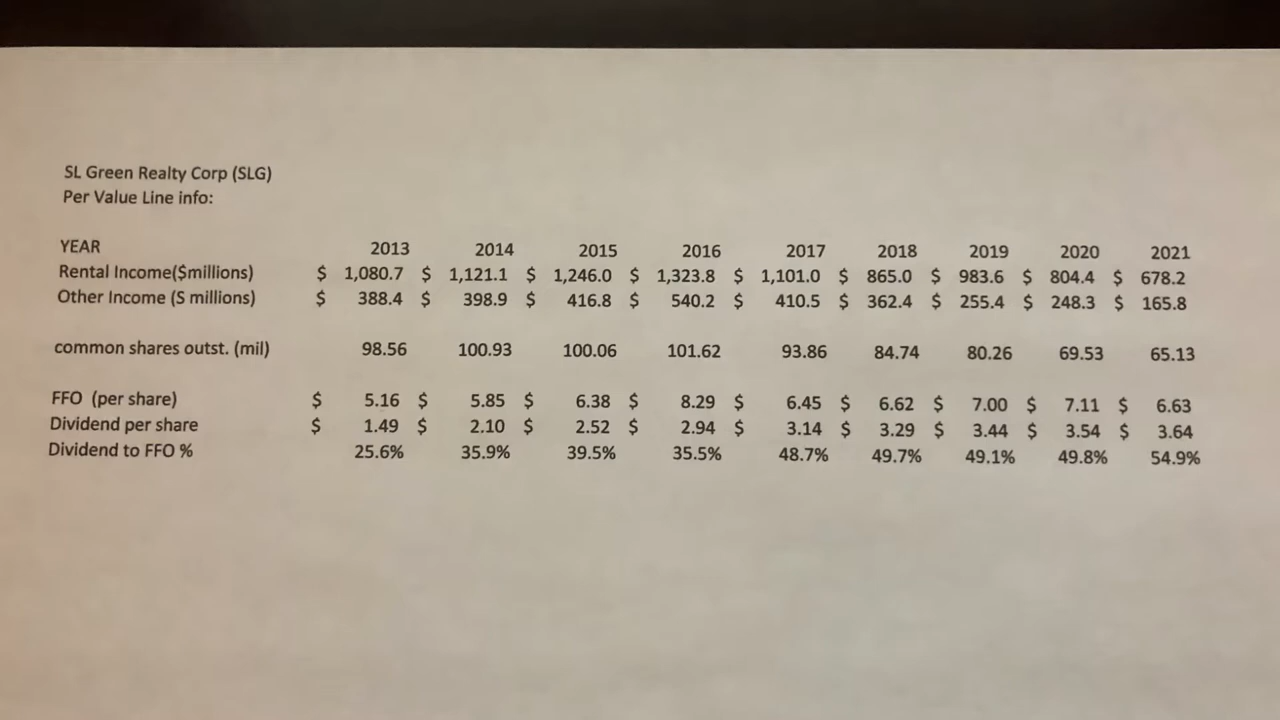 SL Green Realty Corp (SLG)
Per Value Line info:
YEAR 2013 2014 2015 2016 2017 2018 2019 2020 2021
Rental Income($millions) $ 1,080.7 $ 1,121.1 $ 1,246.0 $ 1,323.8 $ 1,101.0 $ 865.0 $ 983.6 $ 804.4 $ 678.2
Other Income (S millions) $ 388.4 $ 398.9 $ 416.8 $ 540.2 $ 410.5 $ 362.4 $ 255.4 $ 248.3 $ 165.8
common shares outst. (mil) 98.56 100.93 100.06 101.62 93.86 84.74 80.26 69.53 65.13
FFO (per share) $ 5.16 $ 5.85 $ 6.38 $ 8.29 $ 6.45 $ 6.62 $ 7.00 $ 7.11 $ 6.63
Dividend per share $ 1.49 $ 2.10 $ 2.52 $ 2.94 $ 3.14 $ 3.29 $ 3.44 $ 3.54 $ 3.64
Dividend to FFO % 25.6% 35.9% 39.5% 35.5% 48.7% 49.7% 49.1% 49.8% 54.9%